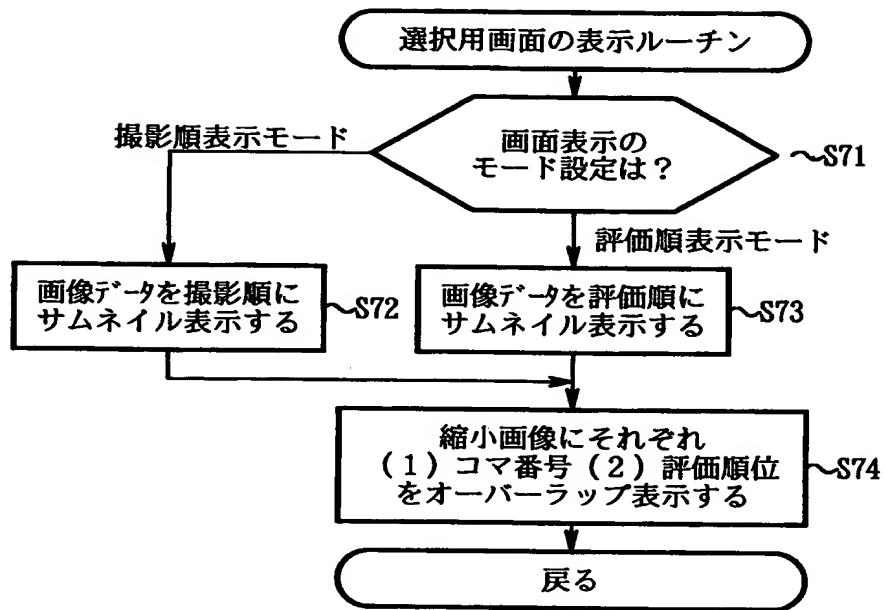 選択用画面の表示ルーチン
撮影順表示モード
画面表示の
モード設定は?
S71
評価順表示モード
画像データを撮影順に
サムネイル表示する
S72
画像データを評価順に
サムネイル表示する
S73
縮小画像にそれぞれ
(1)コマ番号(2)評価順位
をオーバーラップ表示する
S74
戻る